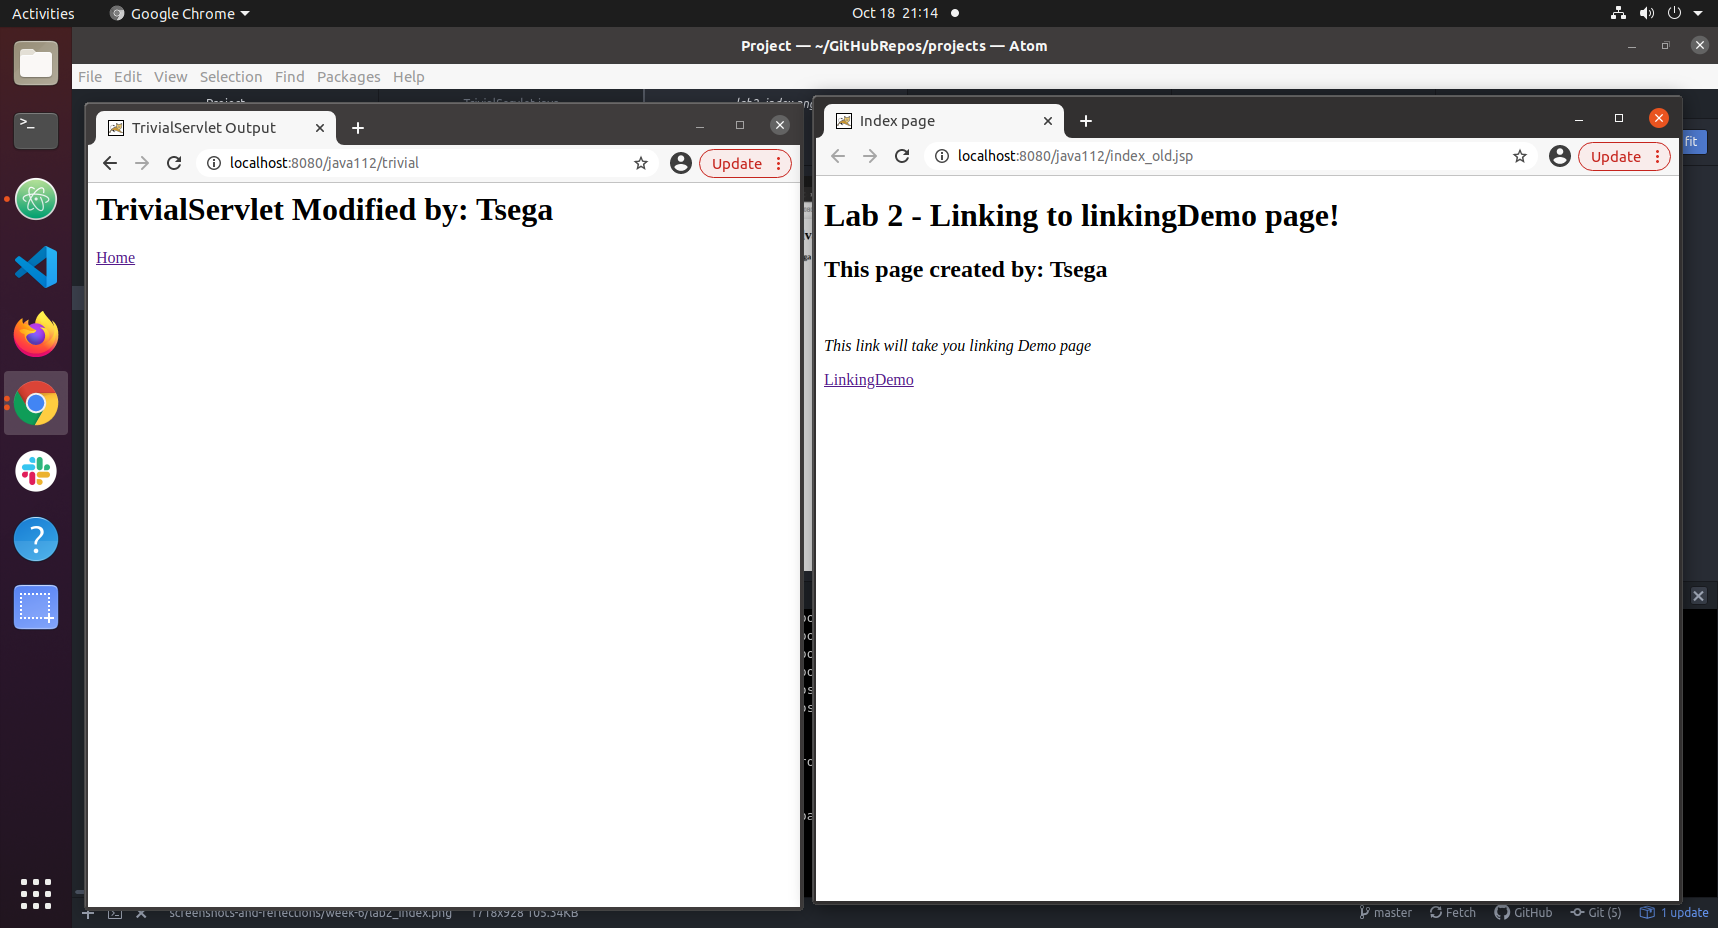 Activities Google Chrome Oct 18 21:14
Project — ~/GitHubRepos/projects — Atom
File Edit View Selection Find Packages Help
Project TrivialServlet.java
TrivialServlet Output
localhost:8080/java112/trivial Update
TrivialServlet Modified by: Tsega
Home
Index page
localhost:8080/java112/index_old.jsp Update
Lab 2 - Linking to linkingDemo page!
This page created by: Tsega
This link will take you linking Demo page
LinkingDemo
fit
screenshots-and-reflections/week-6/lab2_index.png 1718x928 105.34KB
master Fetch GitHub Git (5) 1 update